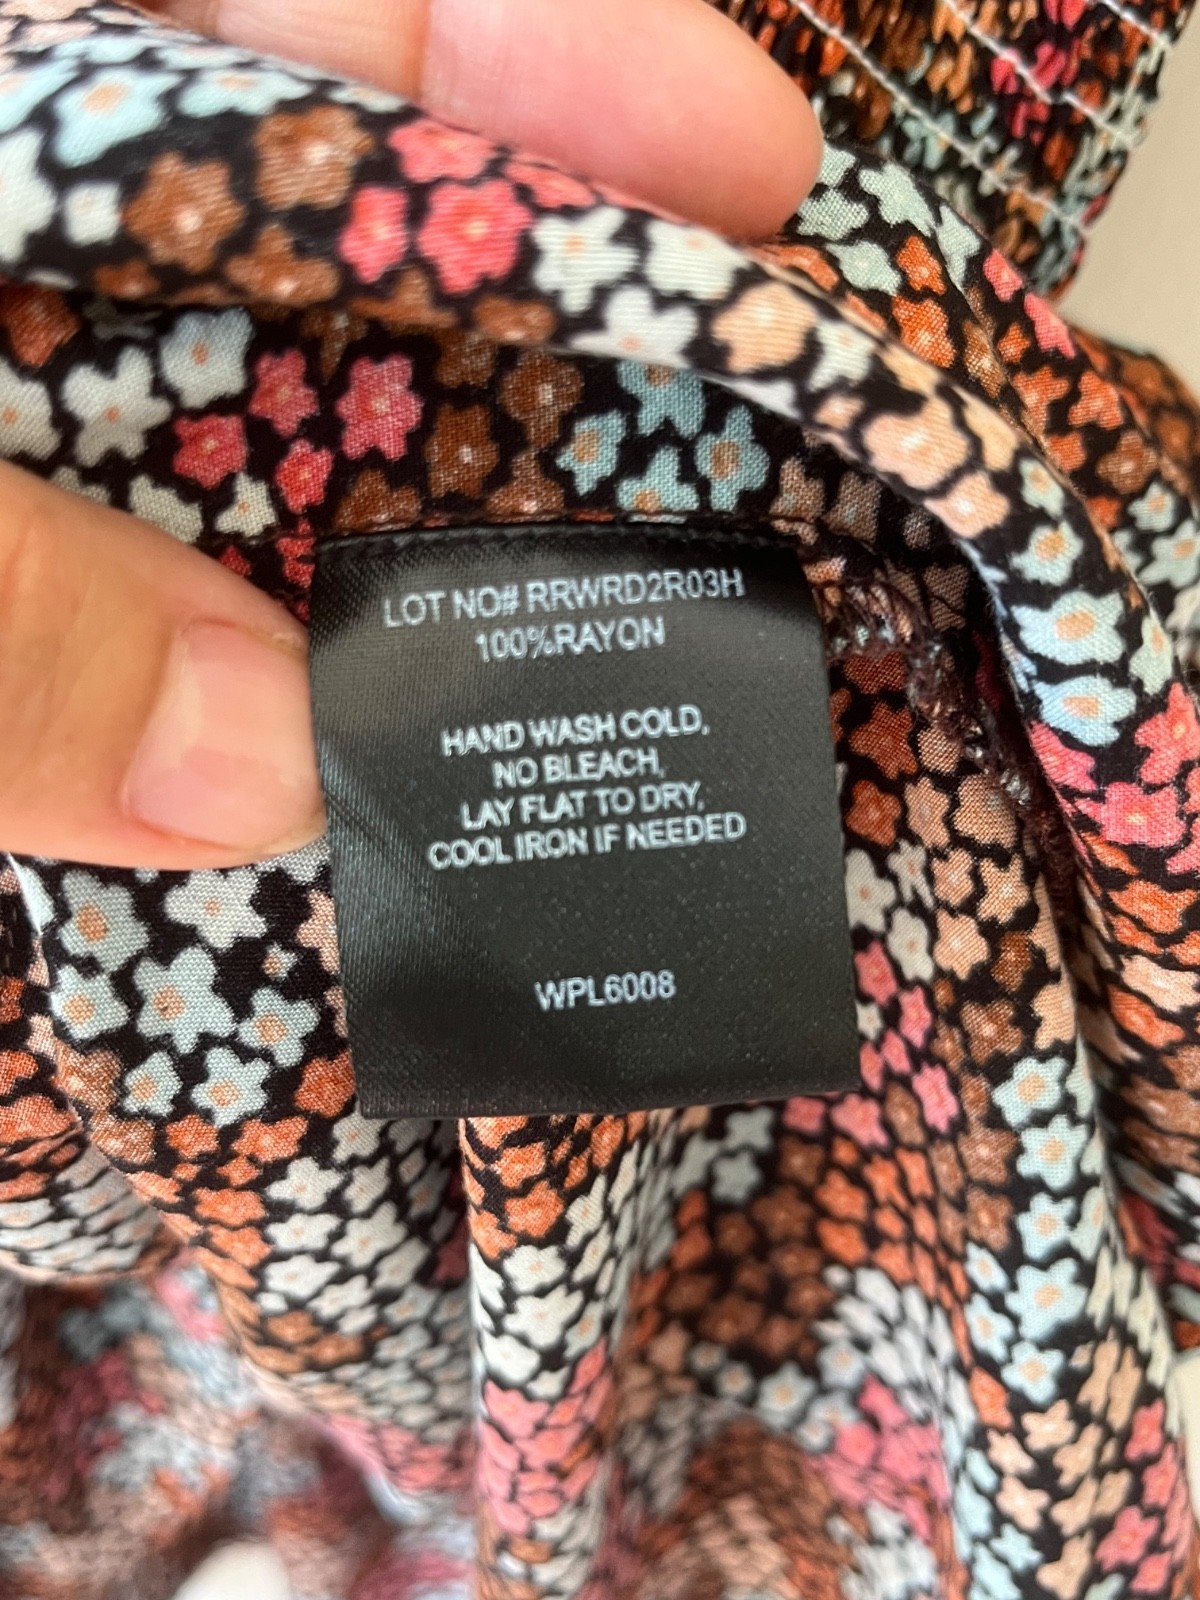 LOT NO# RRWRD2R03H
100%RAYON
HAND WASH COLD,
NO BLEACH,
LAY FLAT TO DRY,
COOL IRON IF NEEDED
WPL6008